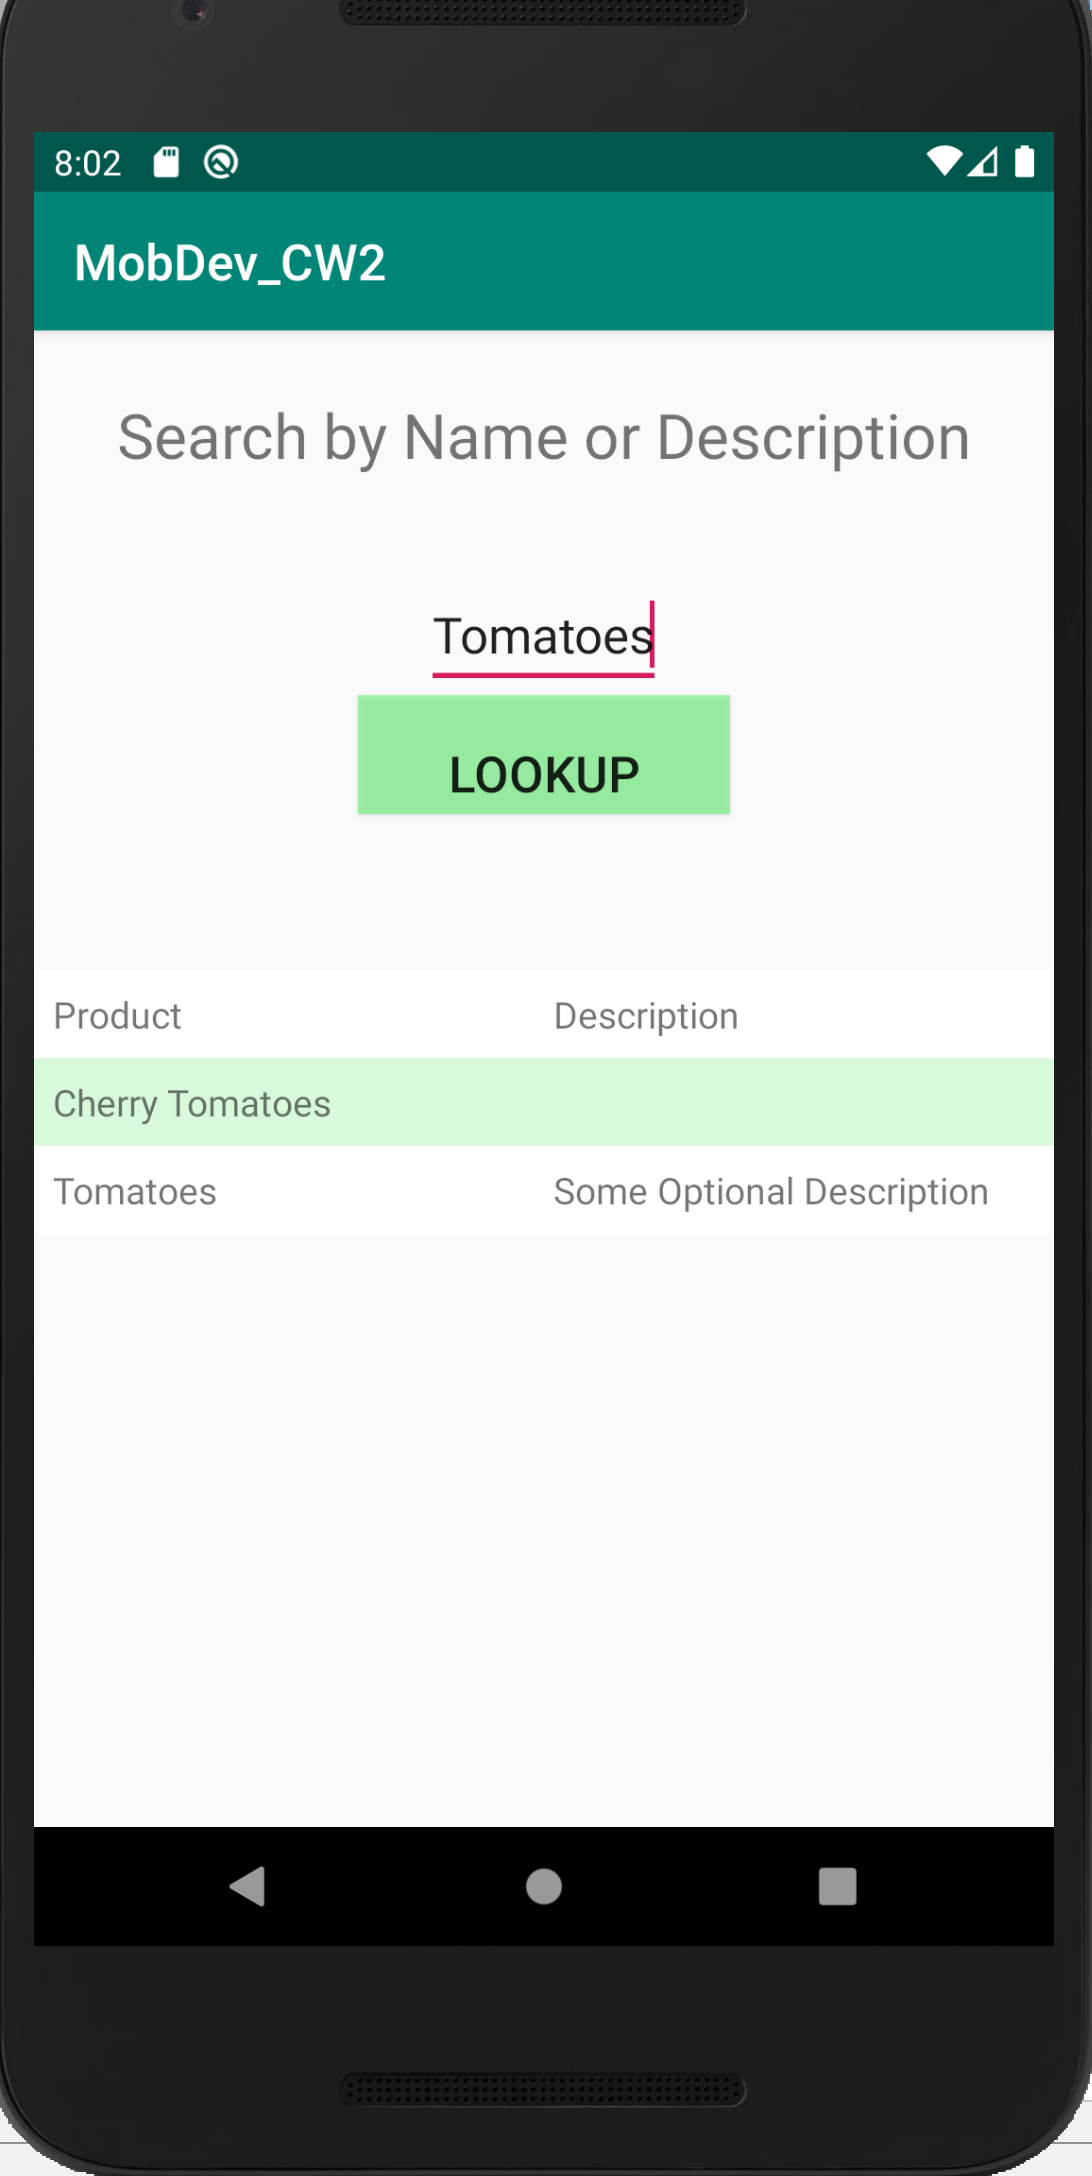 8:02
MobDev_CW2
Search by Name or Description
Tomatoes
LOOKUP
Product Description
Cherry Tomatoes
Tomatoes Some Optional Description